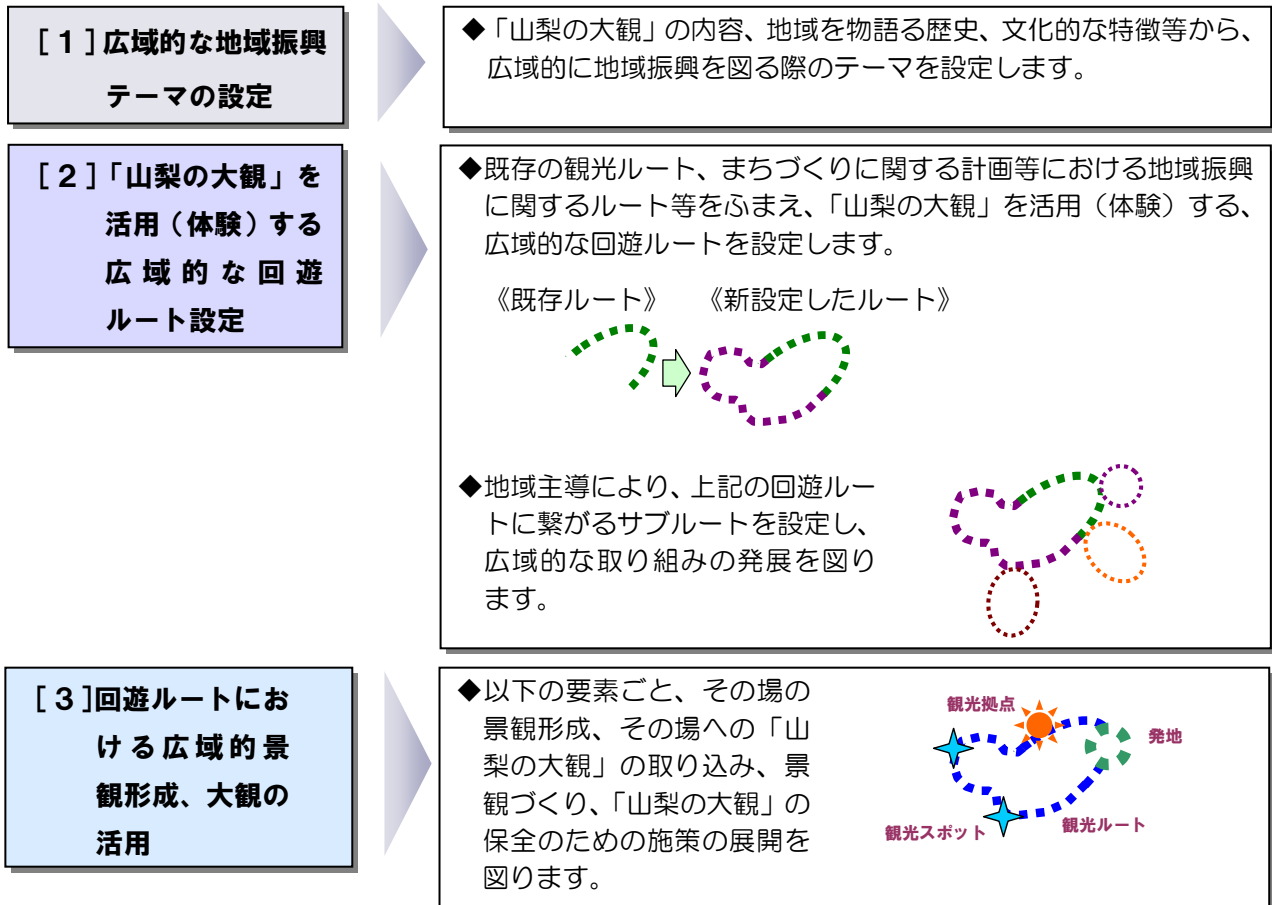 [１]広域的な地域振興
テーマの設定
◆「山梨の大観」の内容、地域を物語る歴史、文化的な特徴等から、
広域的に地域振興を図る際のテーマを設定します。
[２]「山梨の大観」を
活用（体験）する
広域的な回遊
ルート設定
◆既存の観光ルート、まちづくりに関する計画等における地域振興
に関するルート等をふまえ、「山梨の大観」を活用（体験）する、
広域的な回遊ルートを設定します。
《既存ルート》　《新設定したルート》
◆地域主導により、上記の回遊ルー
トに繋がるサブルートを設定し、
広域的な取り組みの発展を図り
ます。
[３]回遊ルートにお
ける広域的景
観形成、大観の
活用
◆以下の要素ごと、その場の
景観形成、その場への「山
梨の大観」の取り込み、景
観づくり、「山梨の大観」の
保全のための施策の展開を
図ります。
観光拠点
発地
観光スポット
観光ルート